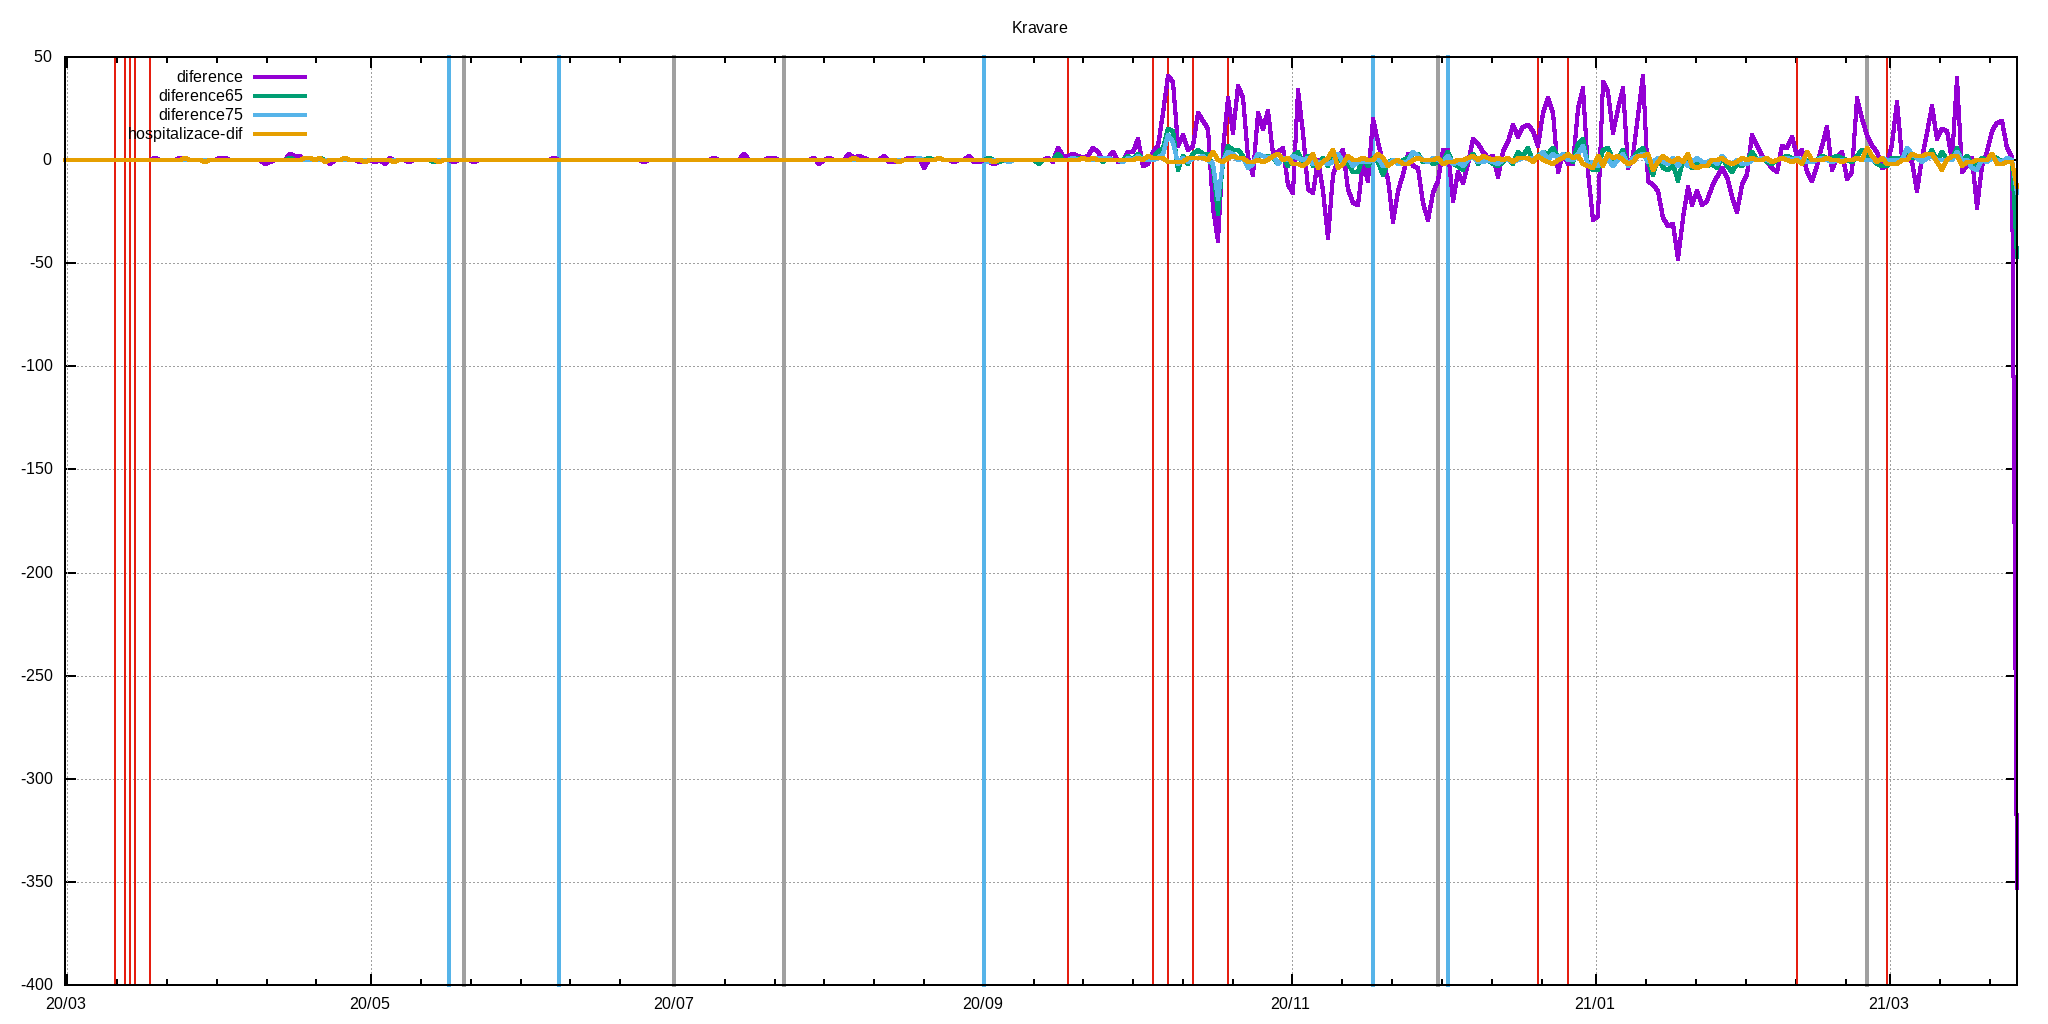 Kravare
50
diference
diference65
diference75
hospitalizace-dif
0
-50
-100
-150
-200
-250
-300
-350
-400
20/03 20/05 20/07 20/09 20/11 21/01 21/03